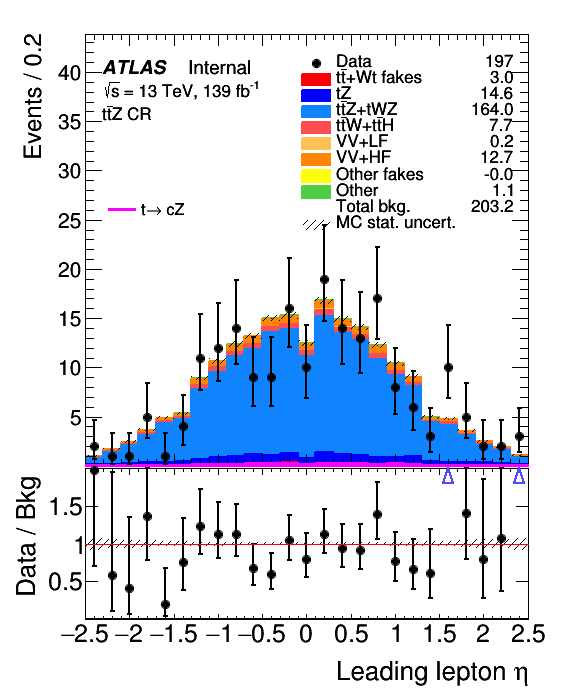 Events / 0.2
40
35
30
25
20
15
10
5
ATLAS Internal
√s = 13 TeV, 139 fb⁻¹
tt̄Z CR
t→ cZ
Data 197
tt̄+Wt fakes 3.0
tZ 14.6
tt̄Z+tWZ 164.0
tt̄W+tt̄H 7.7
VV+LF 0.2
VV+HF 12.7
Other fakes -0.0
Other 1.1
Total bkg. 203.2
MC stat. uncert.
Data / Bkg
1.5
1
0.5
−2.5 −2 −1.5 −1 −0.5 0 0.5 1 1.5 2 2.5
Leading lepton η